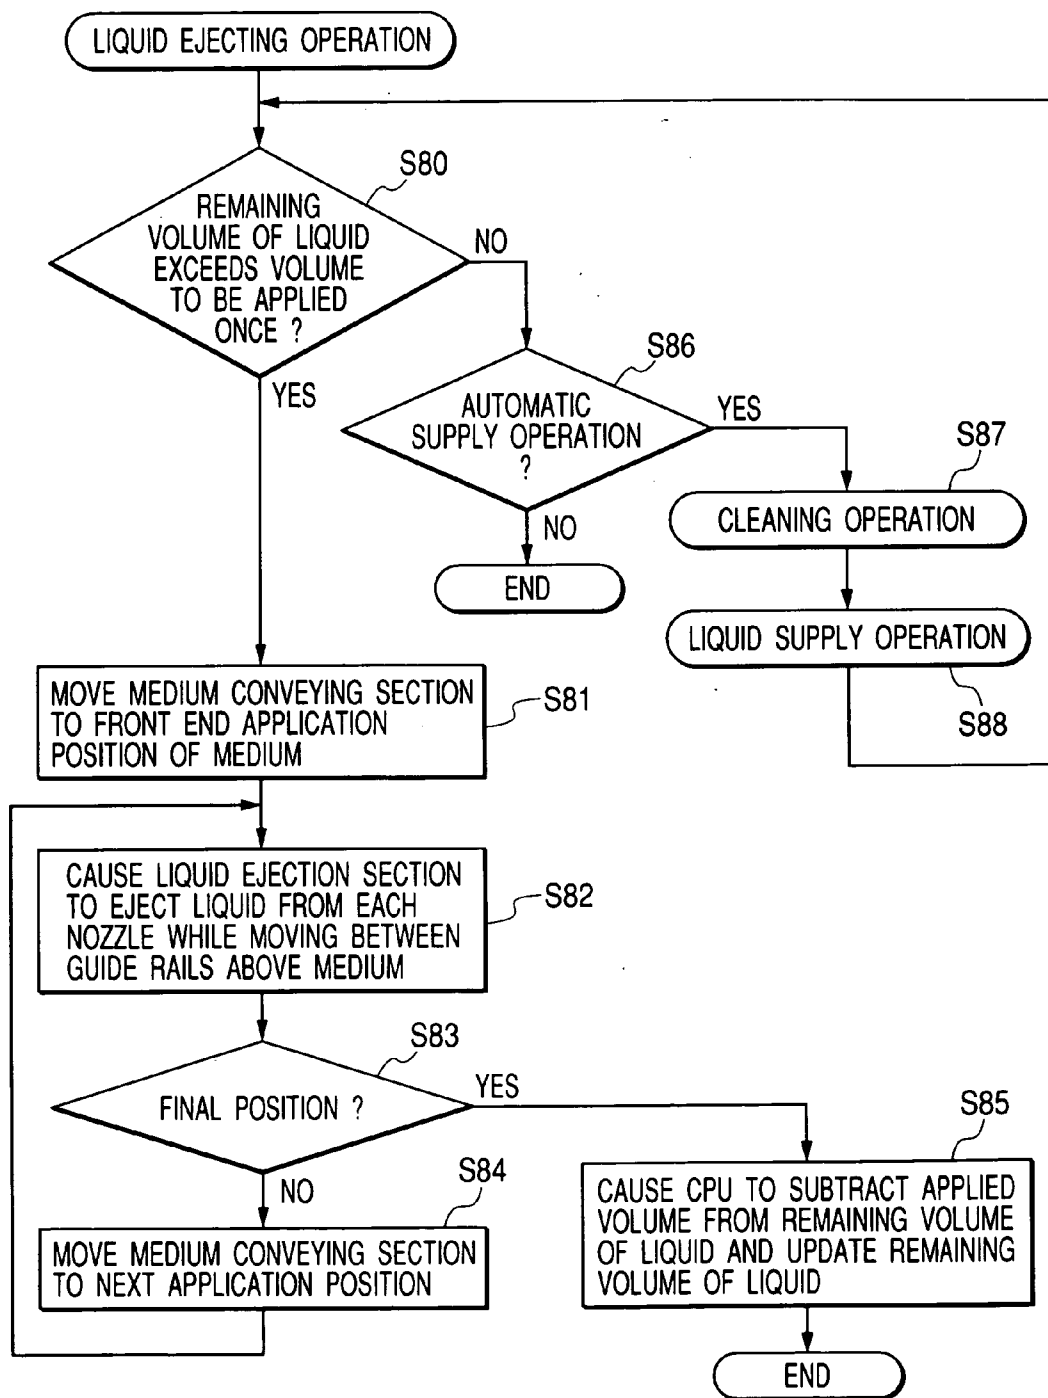 LIQUID EJECTING OPERATION
S80
REMAINING
VOLUME OF LIQUID
EXCEEDS VOLUME
TO BE APPLIED
ONCE ?
NO
YES
S86
AUTOMATIC
SUPPLY OPERATION
?
YES
NO
END
S87
CLEANING OPERATION
LIQUID SUPPLY OPERATION
S88
MOVE MEDIUM CONVEYING SECTION
TO FRONT END APPLICATION
POSITION OF MEDIUM
S81
CAUSE LIQUID EJECTION SECTION
TO EJECT LIQUID FROM EACH
NOZZLE WHILE MOVING BETWEEN
GUIDE RAILS ABOVE MEDIUM
S82
S83
FINAL POSITION ?
YES
NO
S84
MOVE MEDIUM CONVEYING SECTION
TO NEXT APPLICATION POSITION
S85
CAUSE CPU TO SUBTRACT APPLIED
VOLUME FROM REMAINING VOLUME
OF LIQUID AND UPDATE REMAINING
VOLUME OF LIQUID
END